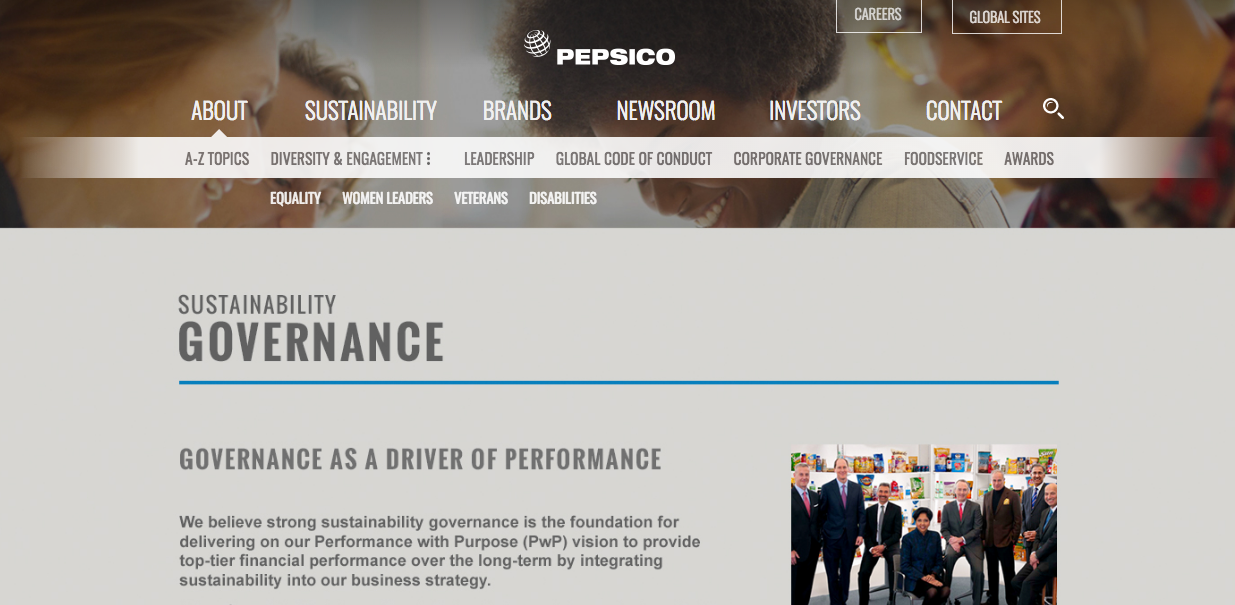 CAREERS
GLOBAL SITES
PEPSICO
ABOUT SUSTAINABILITY BRANDS NEWSROOM INVESTORS CONTACT
A-Z TOPICS DIVERSITY & ENGAGEMENT LEADERSHIP GLOBAL CODE OF CONDUCT CORPORATE GOVERNANCE FOODSERVICE AWARDS
EQUALITY WOMEN LEADERS VETERANS DISABILITIES
SUSTAINABILITY
GOVERNANCE
GOVERNANCE AS A DRIVER OF PERFORMANCE
We believe strong sustainability governance is the foundation for
delivering on our Performance with Purpose (PwP) vision to provide
top-tier financial performance over the long-term by integrating
sustainability into our business strategy.